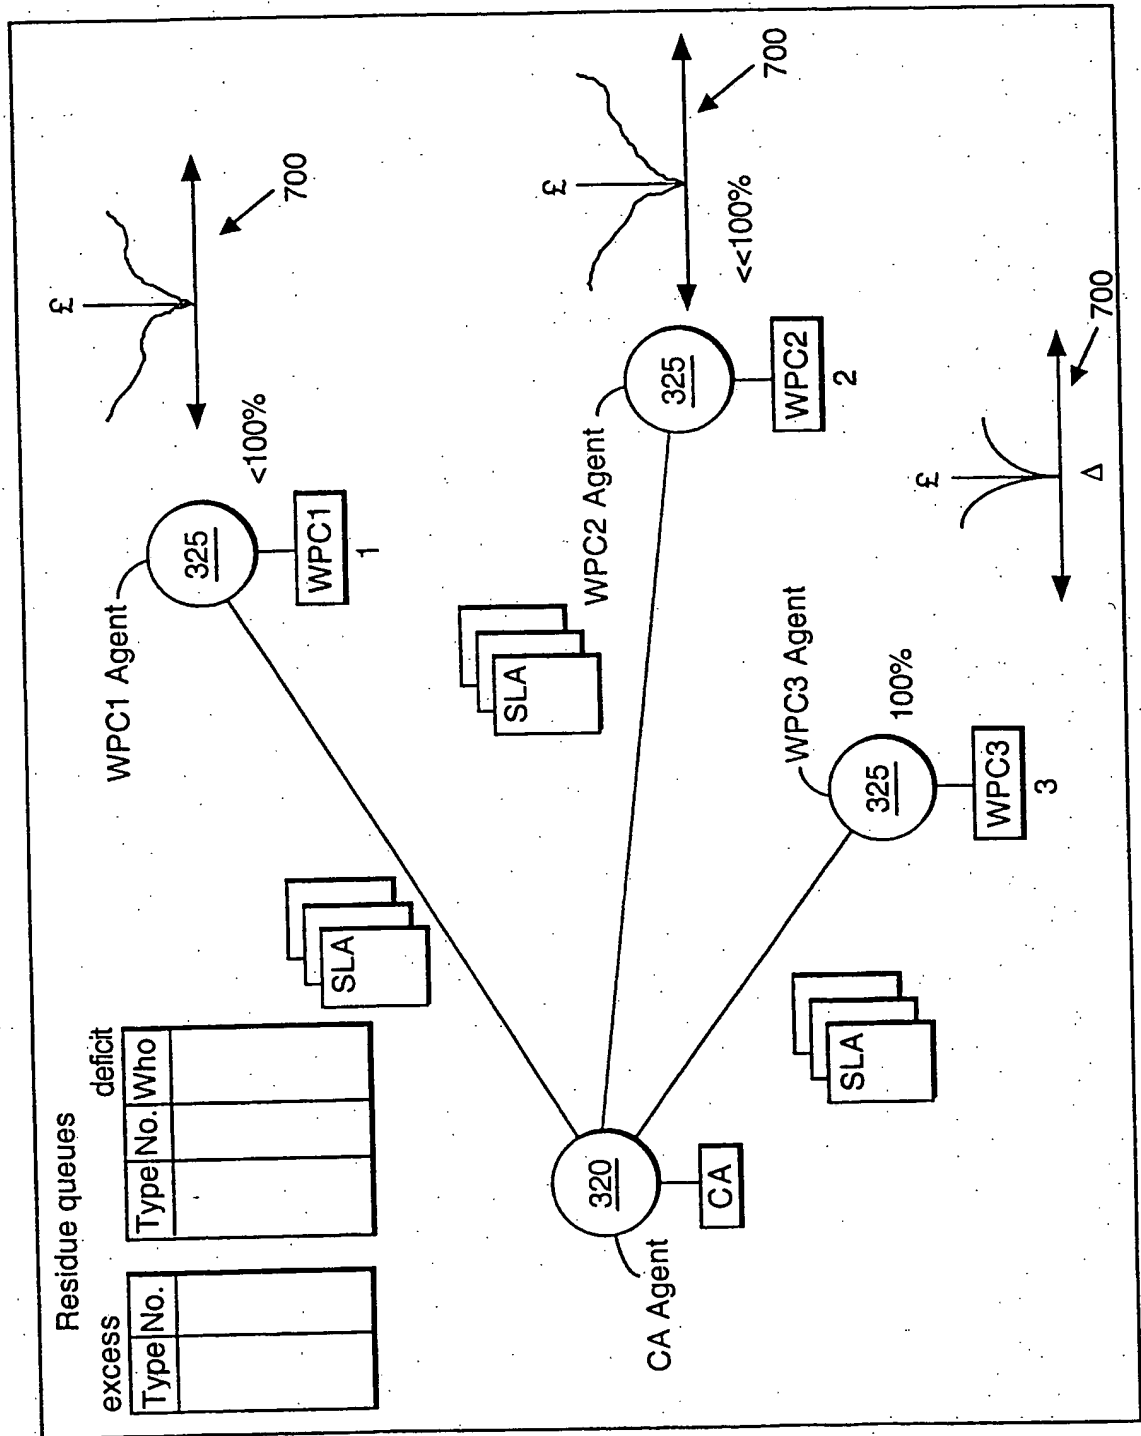 Residue queues
excess
deficit
Type No.
Type No. Who
SLA
WPC1 Agent
325
WPC1
1
<100%
£
700
SLA
WPC2 Agent
325
WPC2
2
<<100%
£
700
CA Agent
320
CA
SLA
WPC3 Agent
325
WPC3
3
100%
£
Δ
700